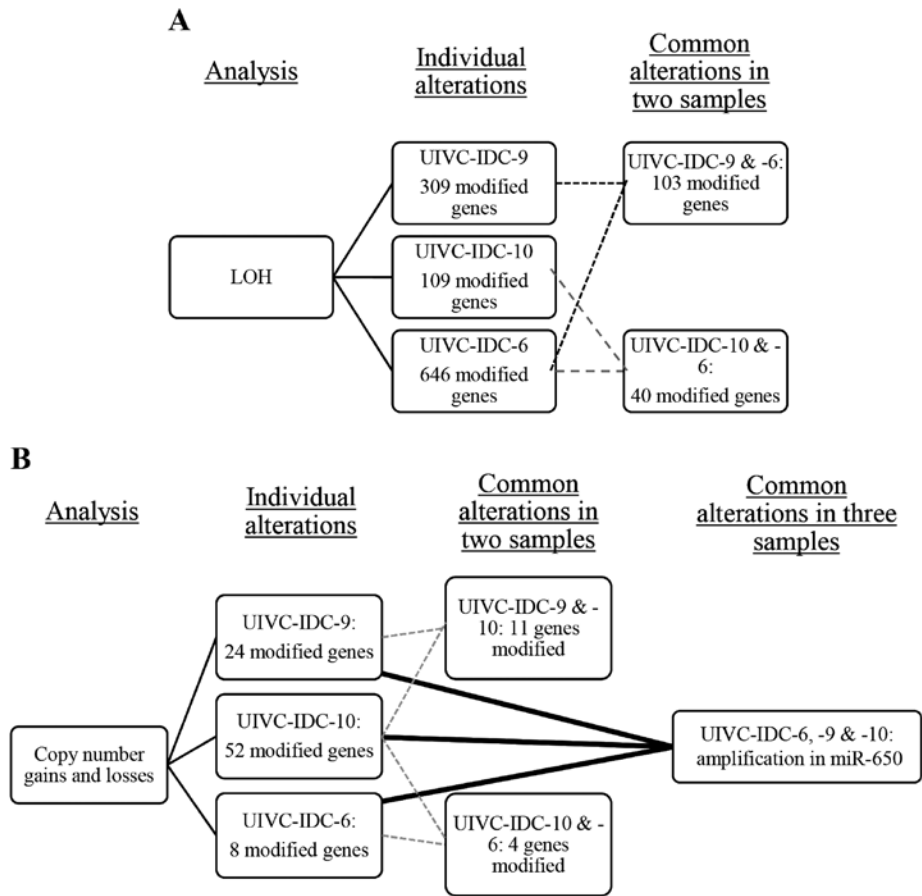 A
Analysis
Individual
alterations
Common
alterations in
two samples
LOH
UIVC-IDC-9
309 modified
genes
UIVC-IDC-10
109 modified
genes
UIVC-IDC-6
646 modified
genes
UIVC-IDC-9 & -6:
103 modified
genes
UIVC-IDC-10 & -
6:
40 modified genes
B
Analysis
Individual
alterations
Common
alterations in
two samples
Common
alterations in three
samples
Copy number
gains and losses
UIVC-IDC-9:
24 modified genes
UIVC-IDC-10:
52 modified genes
UIVC-IDC-6:
8 modified genes
UIVC-IDC-9 & -
10: 11 genes
modified
UIVC-IDC-10 & -
6: 4 genes
modified
UIVC-IDC-6, -9 & -10:
amplification in miR-650